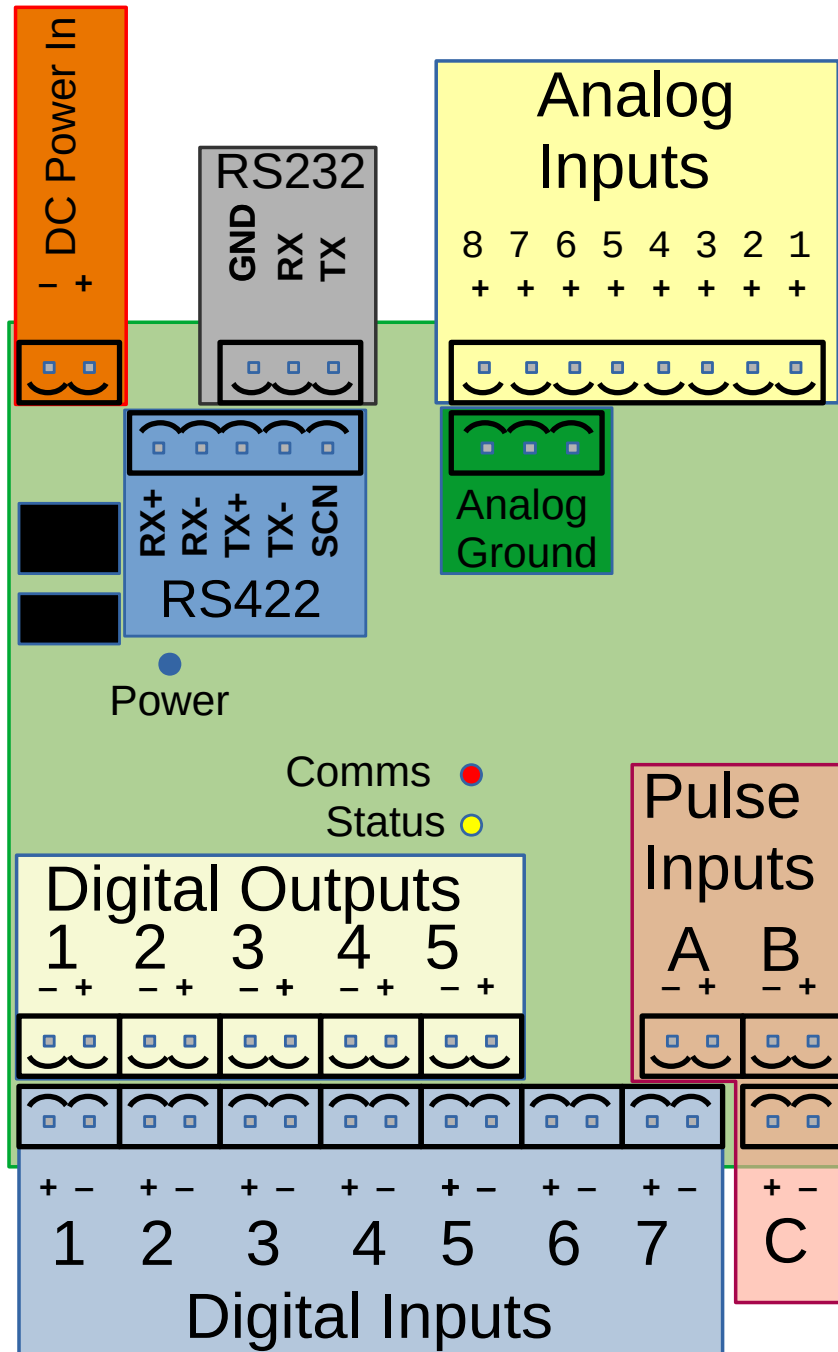 DC Power In
– +
RS232
GND RX TX
Analog
Inputs
8 7 6 5 4 3 2 1
+ + + + + + + +
RX+ RX- TX+ TX- SCN
RS422
Analog
Ground
Power
Comms
Status
Digital Outputs
1 2 3 4 5
– + – + – + – + – +
Pulse
Inputs
A B
– + – +
+ – + – + – + – + – + – + –
1 2 3 4 5 6 7
Digital Inputs
+ –
C